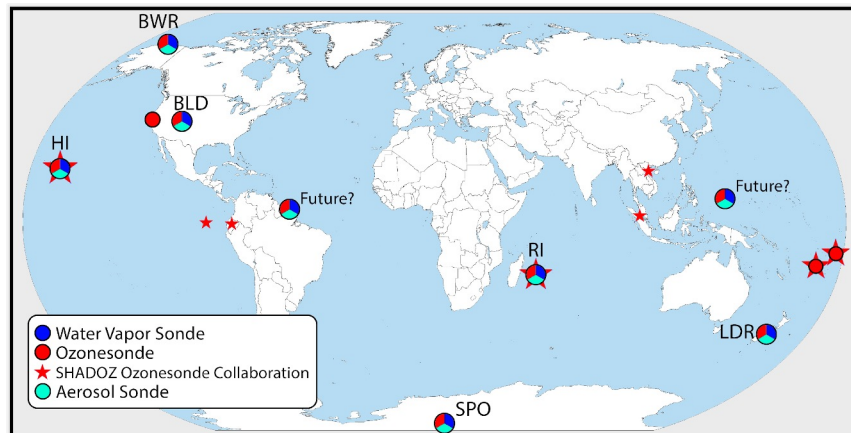 BWR
BLD
HI
Future?
Future?
RI
LDR
SPO
Water Vapor Sonde
Ozonesonde
SHADOZ Ozonesonde Collaboration
Aerosol Sonde